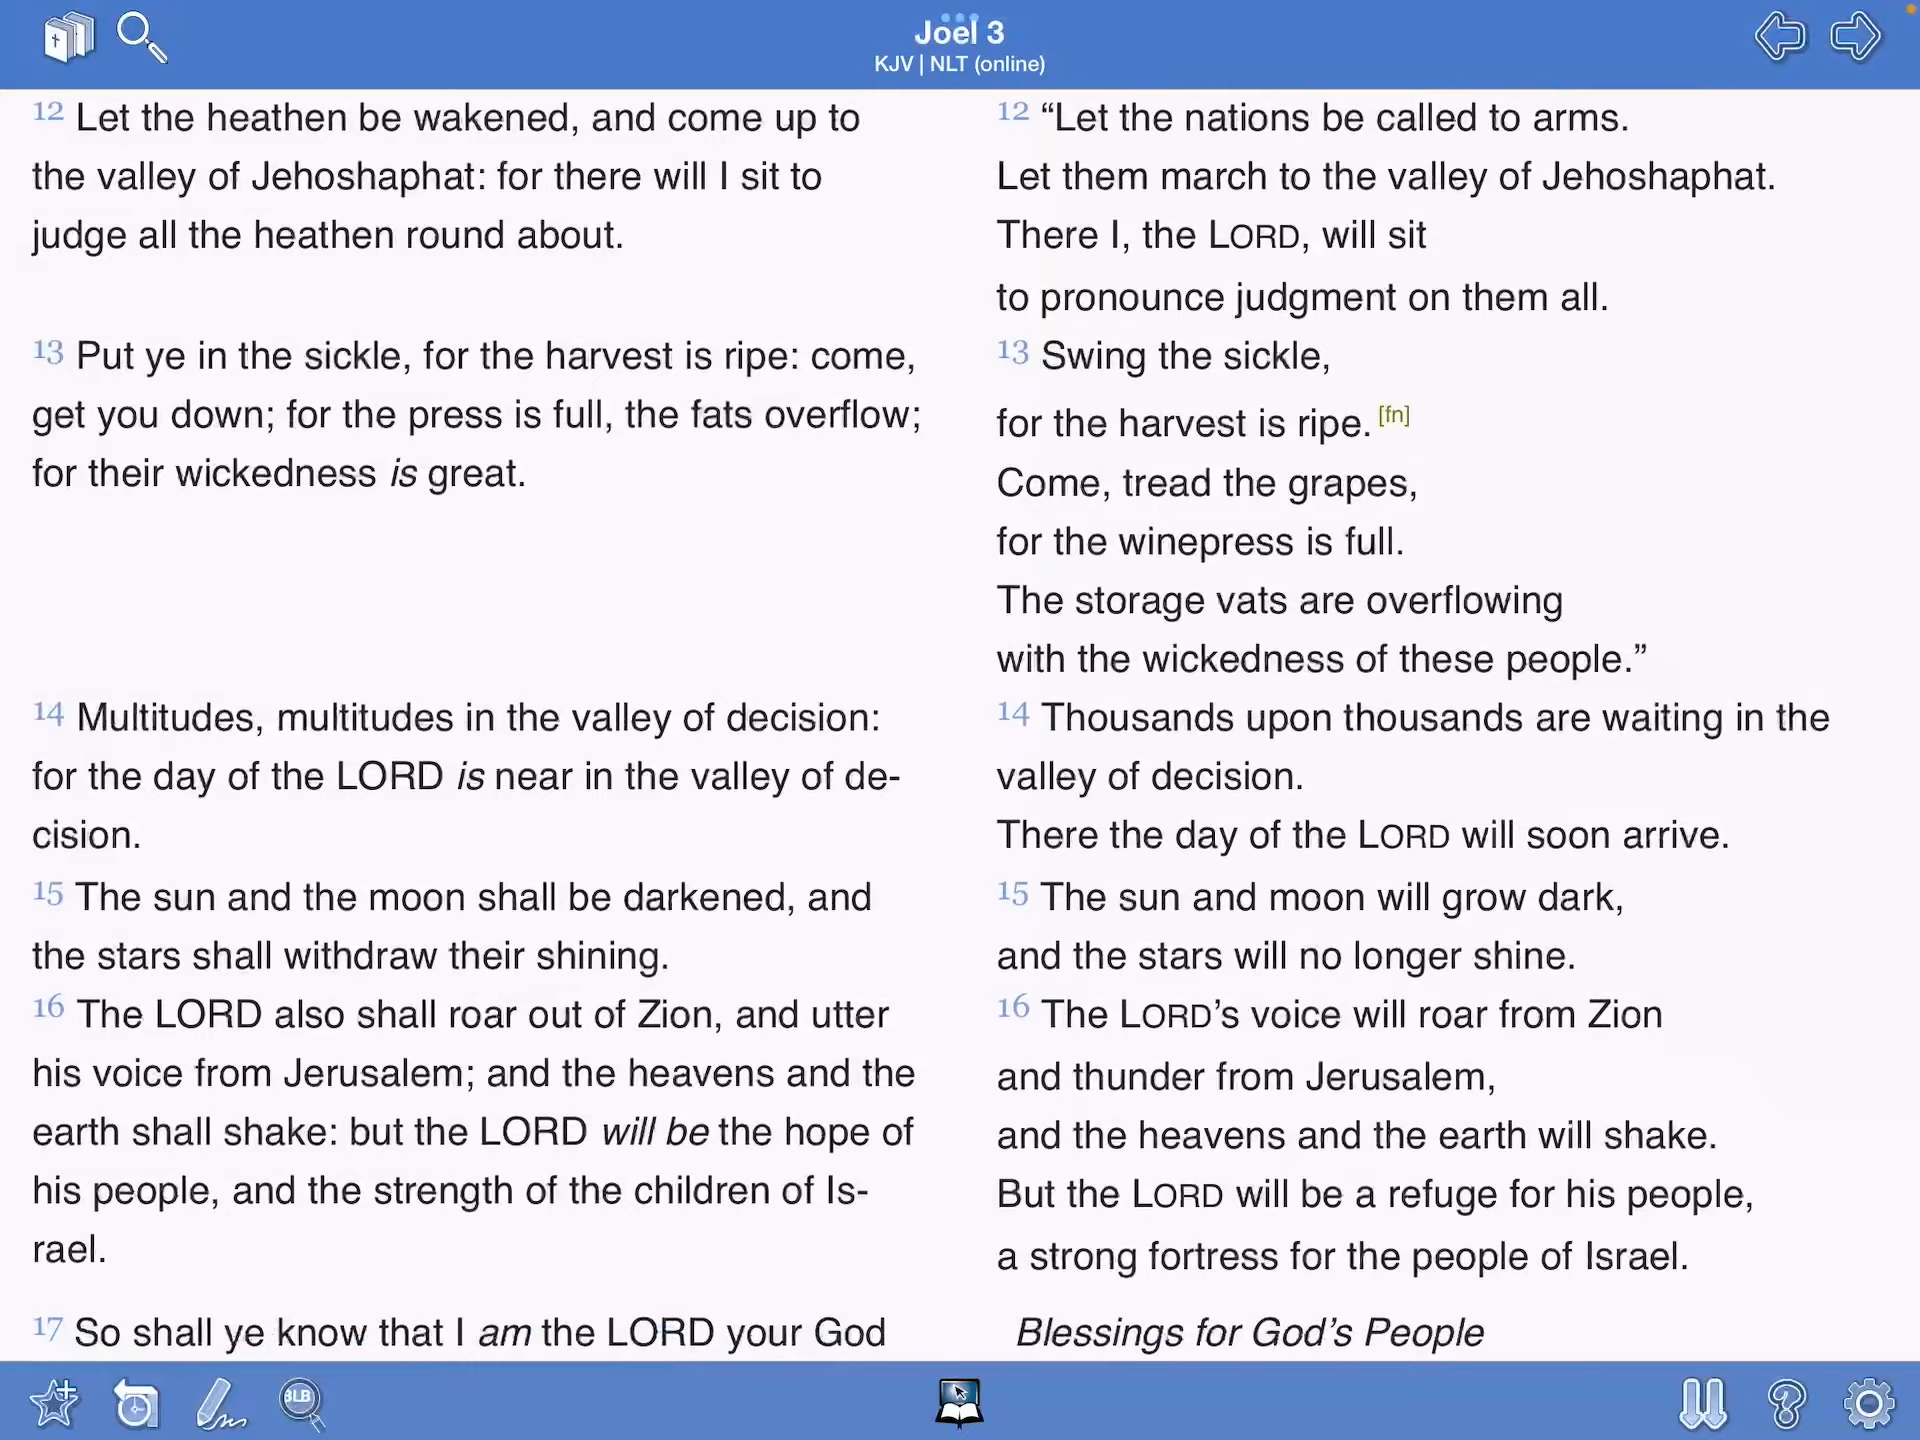 Joel 3
KJV | NLT (online)
12 Let the heathen be wakened, and come up to
the valley of Jehoshaphat: for there will I sit to
judge all the heathen round about.
13 Put ye in the sickle, for the harvest is ripe: come,
get you down; for the press is full, the fats overflow;
for their wickedness is great.
14 Multitudes, multitudes in the valley of decision:
for the day of the LORD is near in the valley of de-
cision.
15 The sun and the moon shall be darkened, and
the stars shall withdraw their shining.
16 The LORD also shall roar out of Zion, and utter
his voice from Jerusalem; and the heavens and the
earth shall shake: but the LORD will be the hope of
his people, and the strength of the children of Is-
rael.
17 So shall ye know that I am the LORD your God
12 “Let the nations be called to arms.
Let them march to the valley of Jehoshaphat.
There I, the LORD, will sit
to pronounce judgment on them all.
13 Swing the sickle,
for the harvest is ripe. [fn]
Come, tread the grapes,
for the winepress is full.
The storage vats are overflowing
with the wickedness of these people.”
14 Thousands upon thousands are waiting in the
valley of decision.
There the day of the LORD will soon arrive.
15 The sun and moon will grow dark,
and the stars will no longer shine.
16 The LORD’s voice will roar from Zion
and thunder from Jerusalem,
and the heavens and the earth will shake.
But the LORD will be a refuge for his people,
a strong fortress for the people of Israel.
Blessings for God’s People
BLB